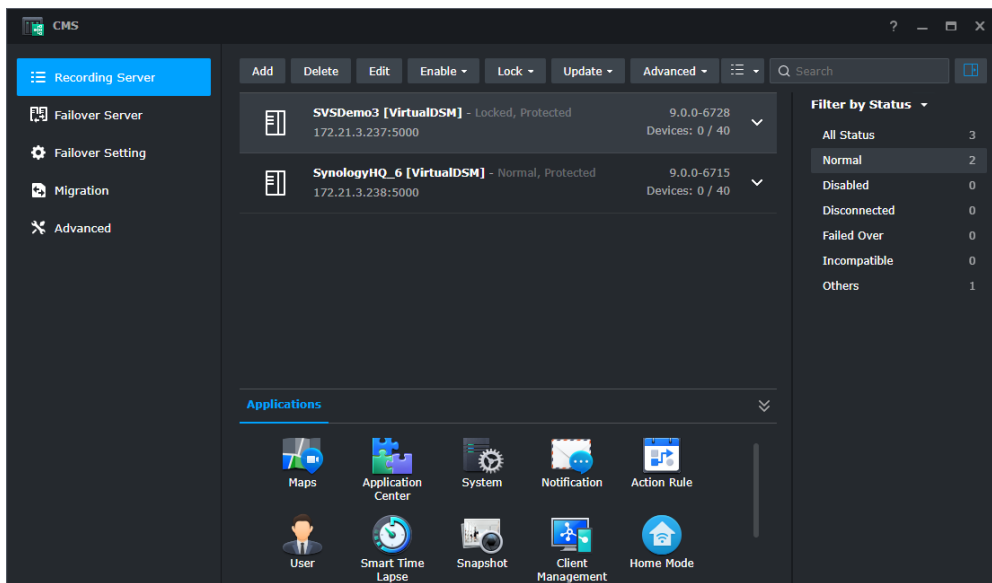 CMS
?
Recording Server
Failover Server
Failover Setting
Migration
Advanced
Add Delete Edit Enable Lock Update Advanced Search
SVSDemo3 [VirtualDSM] - Locked, Protected 9.0.0-6728
172.21.3.237:5000 Devices: 0 / 40
SynologyHQ_6 [VirtualDSM] - Normal, Protected 9.0.0-6715
172.21.3.238:5000 Devices: 0 / 40
Filter by Status
All Status 3
Normal 2
Disabled 0
Disconnected 0
Failed Over 0
Incompatible 0
Others 1
Applications
Maps
Application
Center
System
Notification
Action Rule
User
Smart Time
Lapse
Snapshot
Client
Management
Home Mode